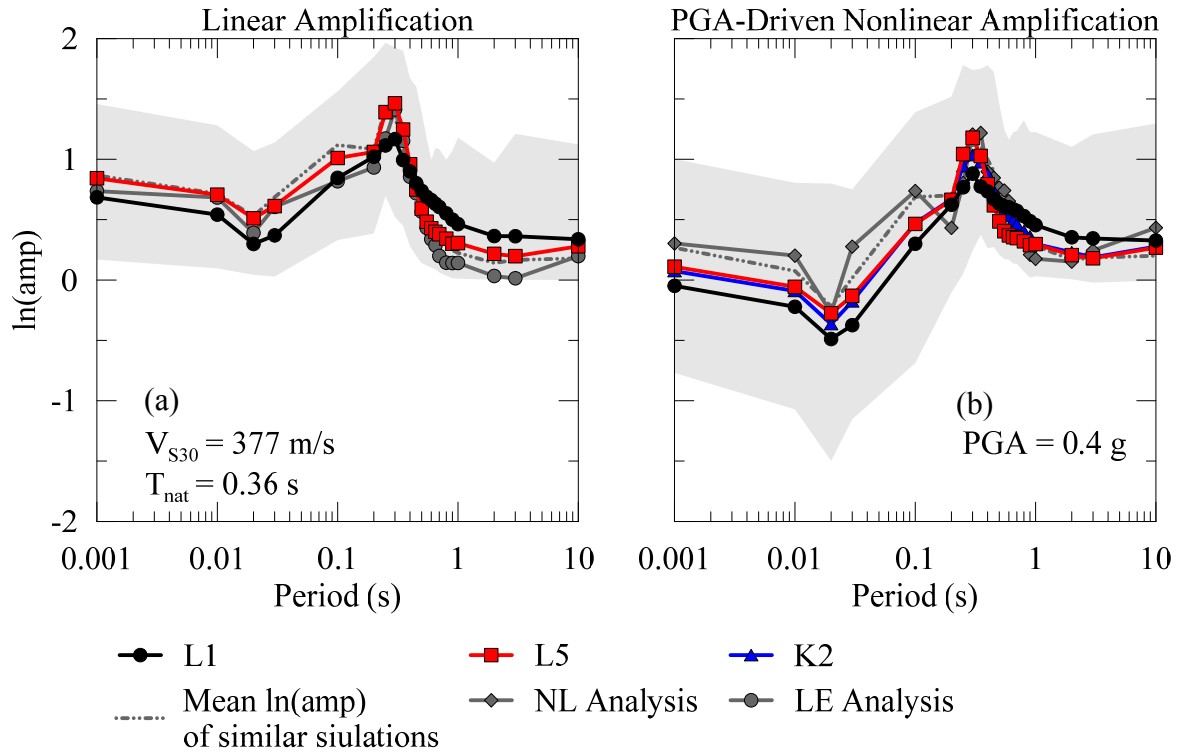 Linear Amplification
PGA-Driven Nonlinear Amplification
2
1
0
-1
-2
ln(amp)
(a)
V_S30 = 377 m/s
T_nat = 0.36 s
(b)
PGA = 0.4 g
0.001 0.01 0.1 1 10
0.001 0.01 0.1 1 10
Period (s)
Period (s)
L1
L5
K2
Mean ln(amp)
of similar siulations
NL Analysis
LE Analysis